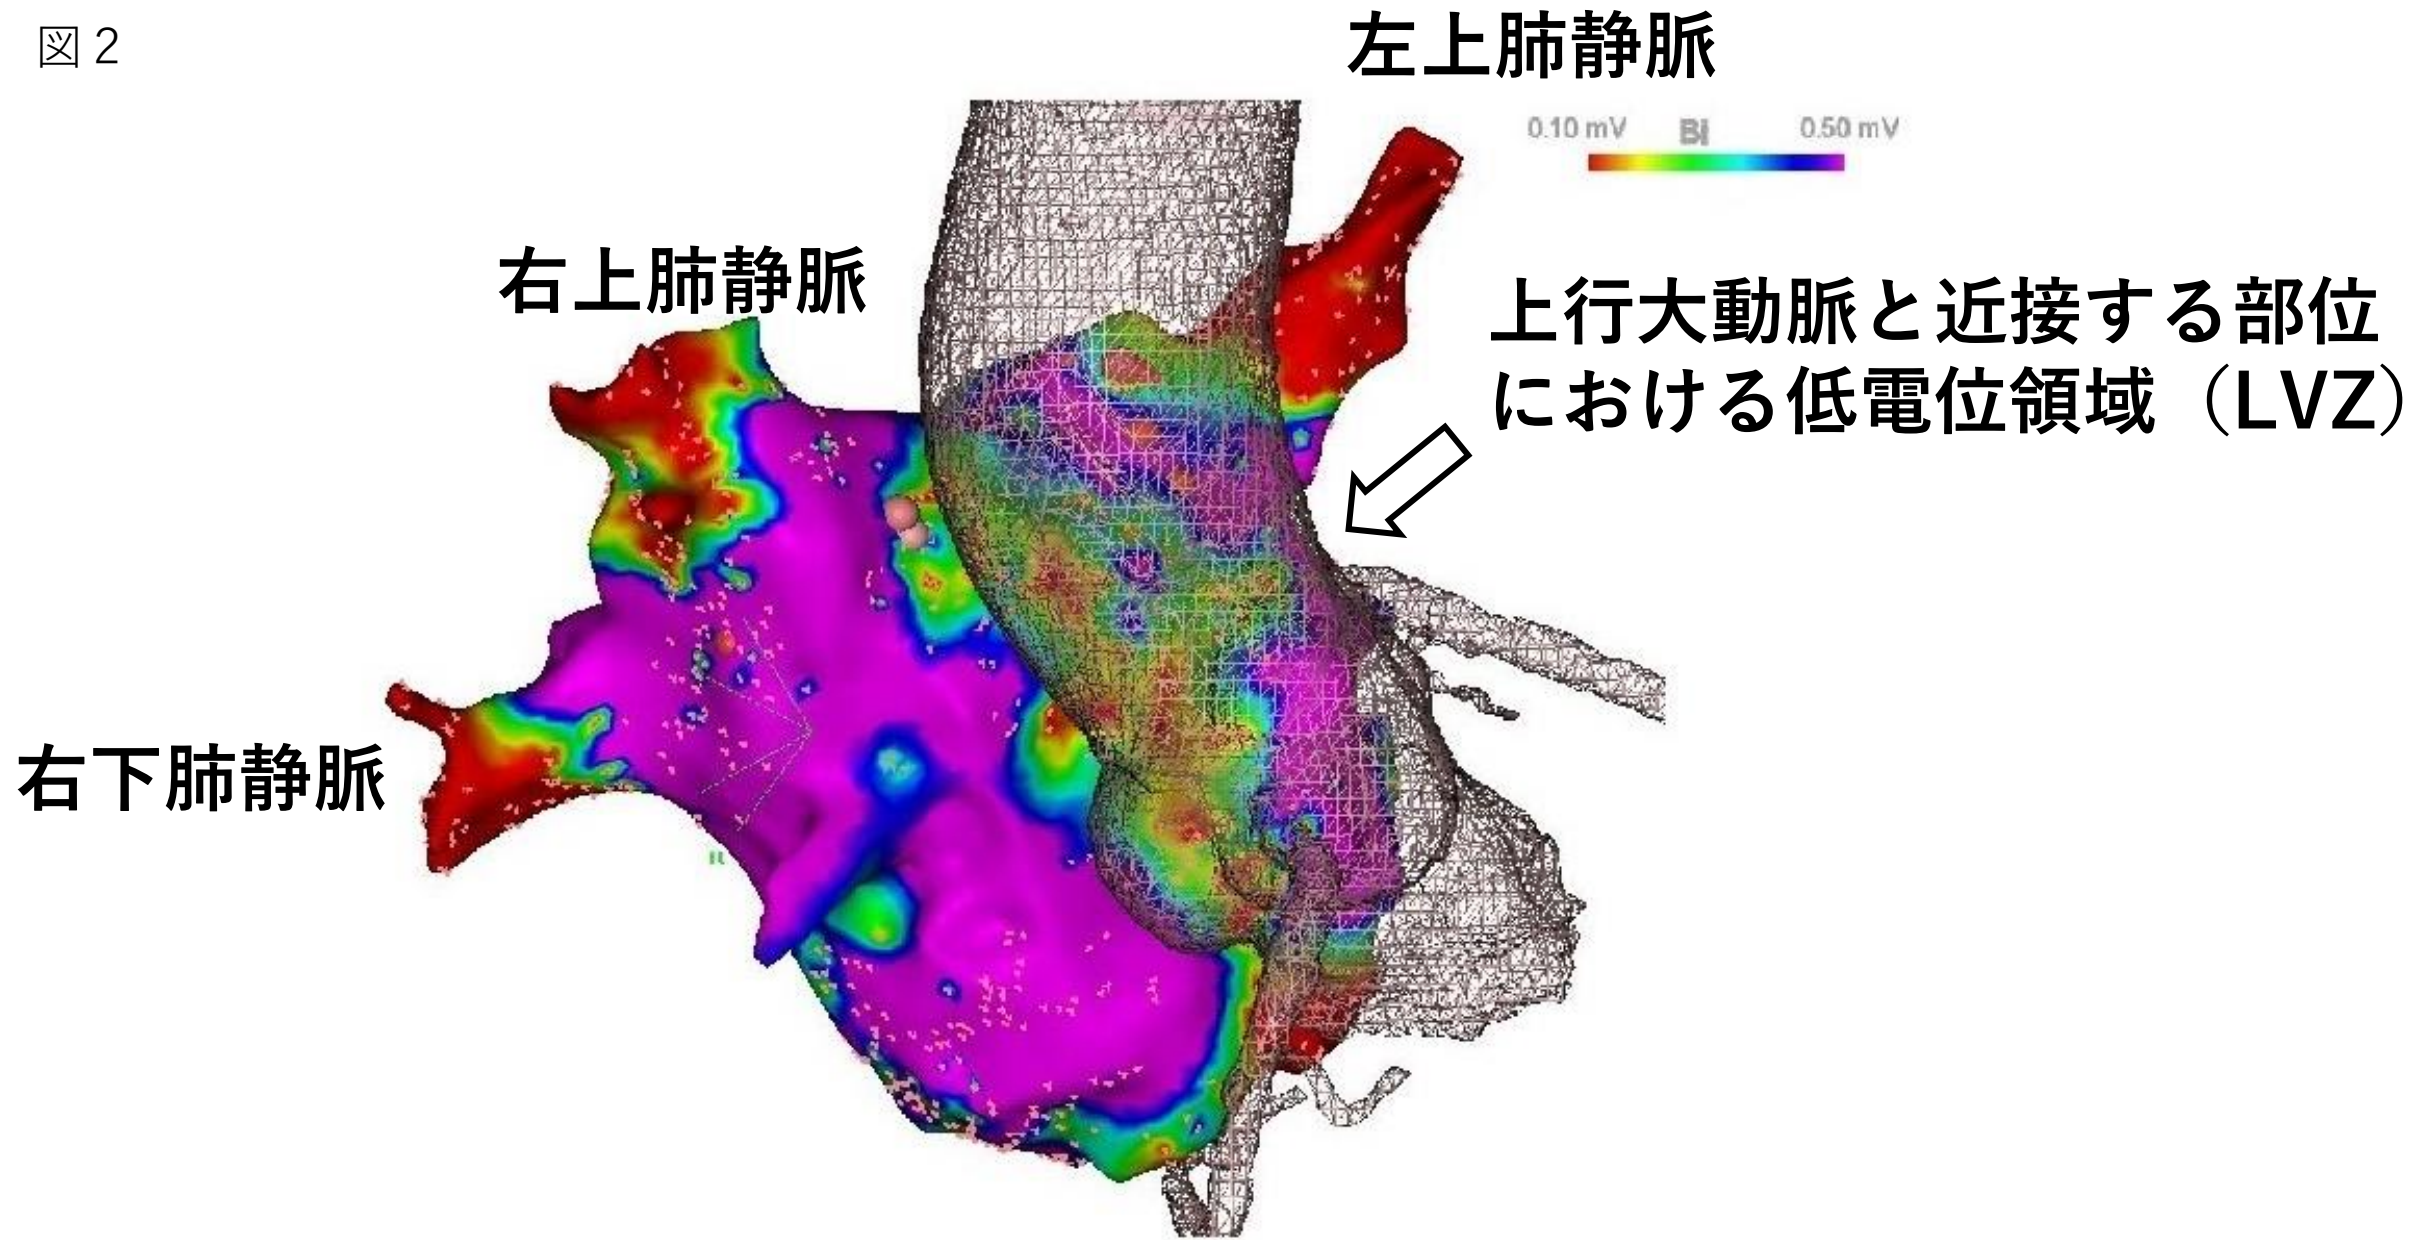 図２
左上肺静脈
0.10 mV Bi 0.50 mV
右上肺静脈
上行大動脈と近接する部位
における低電位領域（LVZ）
右下肺静脈